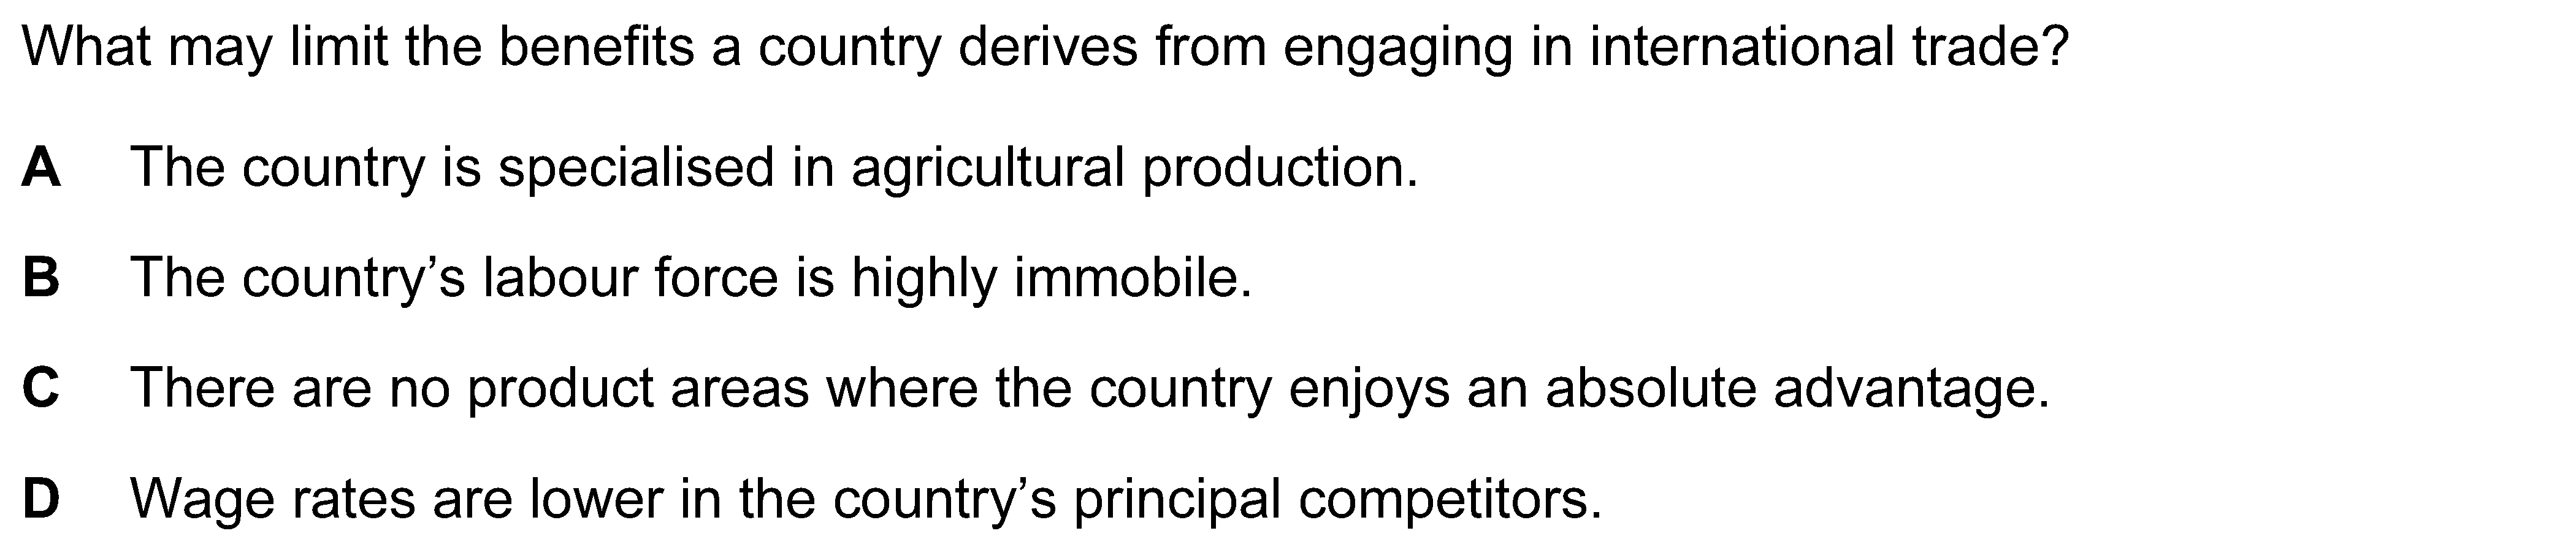 What may limit the benefits a country derives from engaging in international trade?
A The country is specialised in agricultural production.
B The country’s labour force is highly immobile.
C There are no product areas where the country enjoys an absolute advantage.
D Wage rates are lower in the country’s principal competitors.